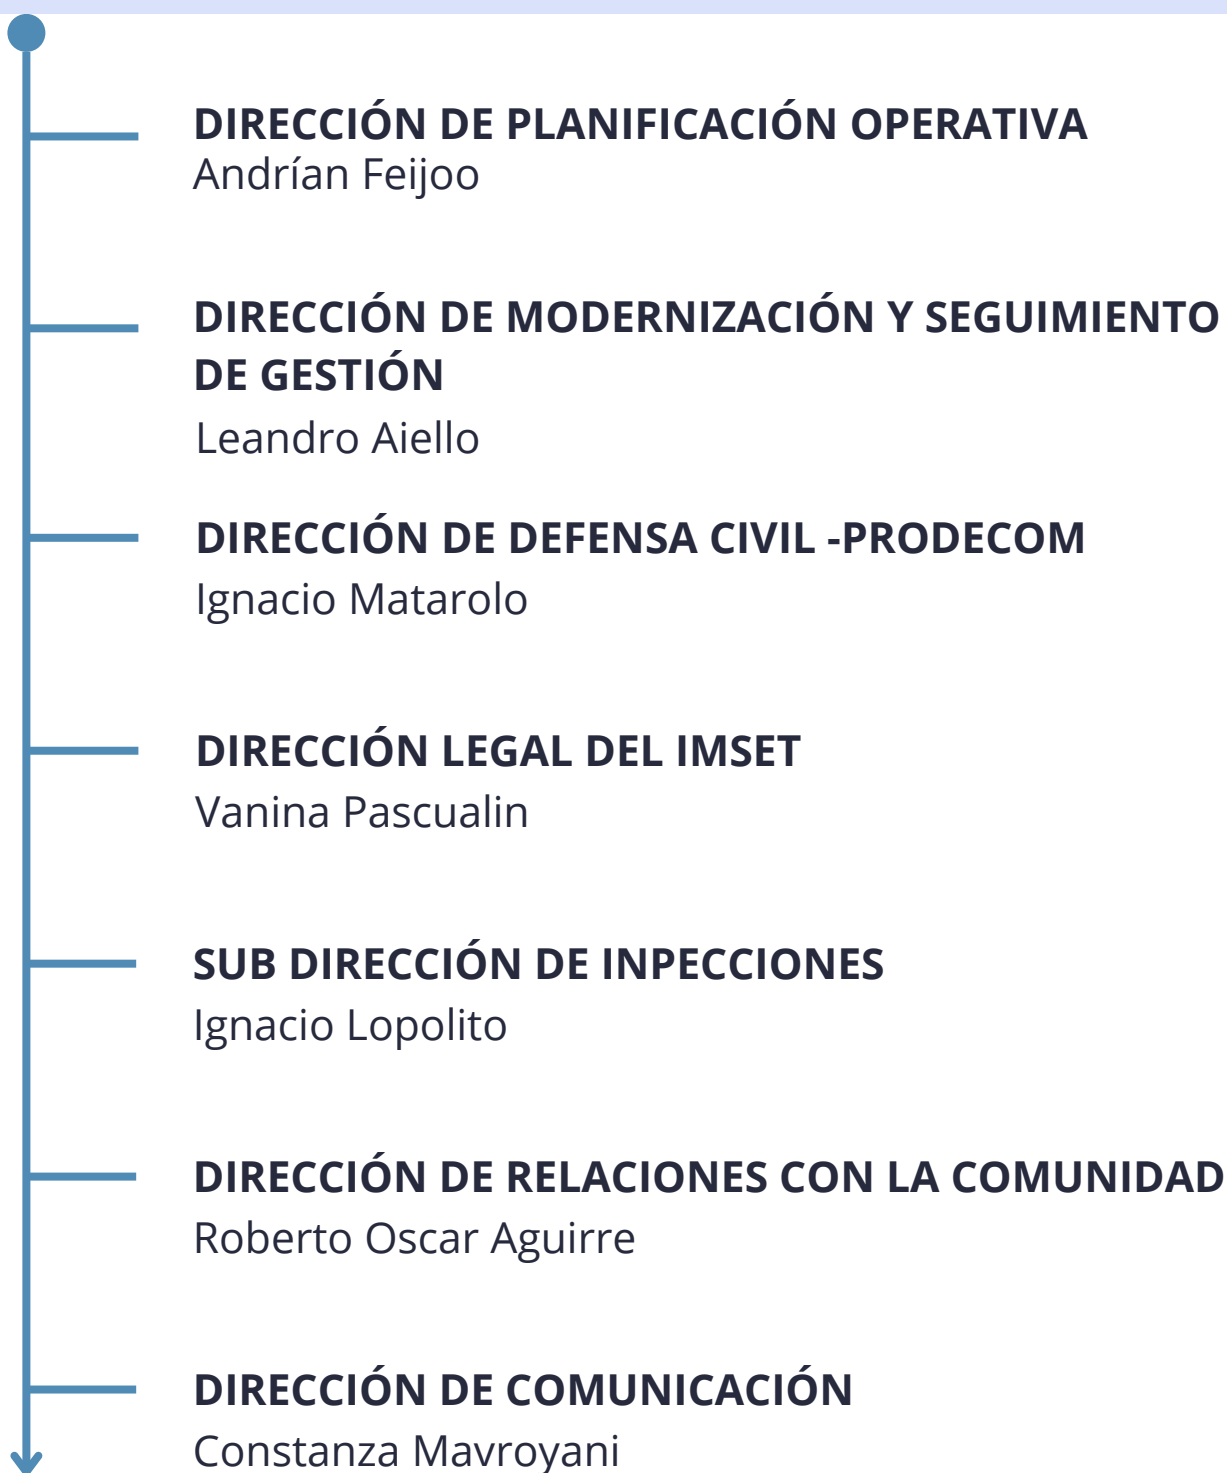 DIRECCIÓN DE PLANIFICACIÓN OPERATIVA
Andrían Feijoo
DIRECCIÓN DE MODERNIZACIÓN Y SEGUIMIENTO
DE GESTIÓN
Leandro Aiello
DIRECCIÓN DE DEFENSA CIVIL -PRODECOM
Ignacio Matarolo
DIRECCIÓN LEGAL DEL IMSET
Vanina Pascualin
SUB DIRECCIÓN DE INPECCIONES
Ignacio Lopolito
DIRECCIÓN DE RELACIONES CON LA COMUNIDAD
Roberto Oscar Aguirre
DIRECCIÓN DE COMUNICACIÓN
Constanza Mavroyani